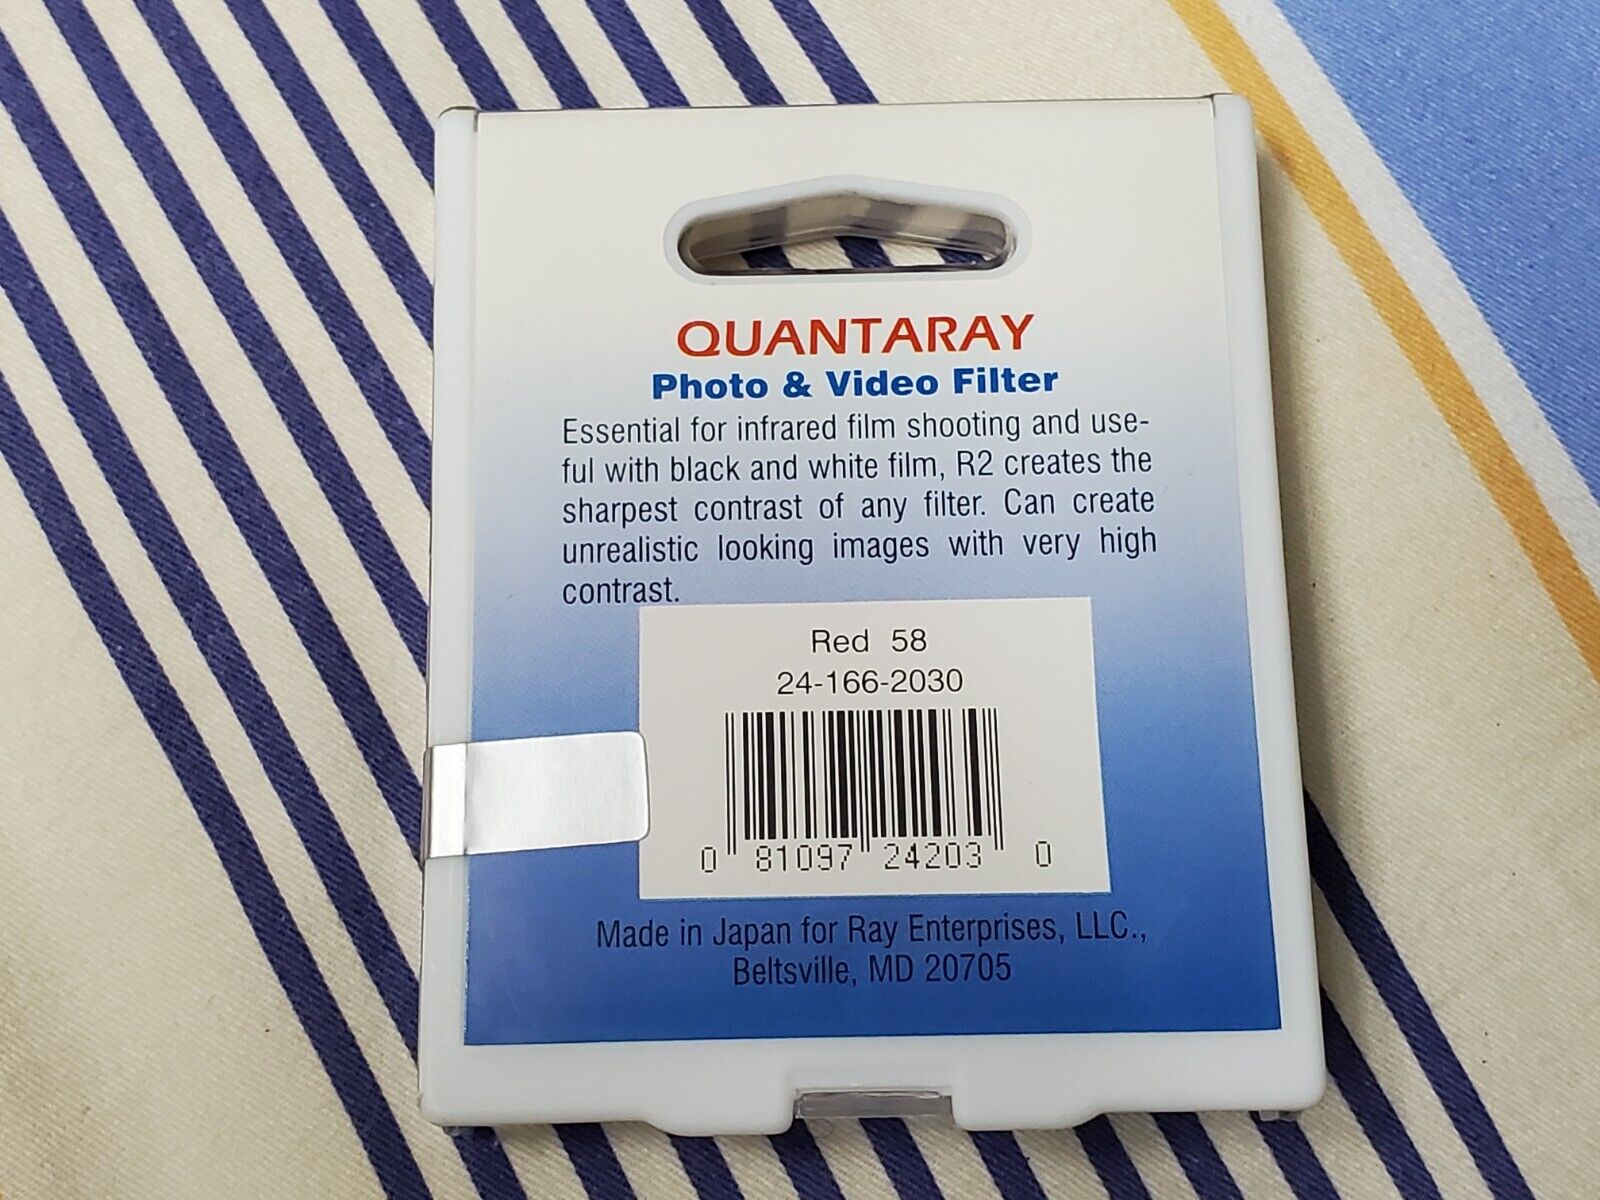 QUANTARAY
Photo & Video Filter
Essential for infrared film shooting and use-
ful with black and white film, R2 creates the
sharpest contrast of any filter. Can create
unrealistic looking images with very high
contrast.
Red 58
24-166-2030
0 81097 24203 0
Made in Japan for Ray Enterprises, LLC.,
Beltsville, MD 20705